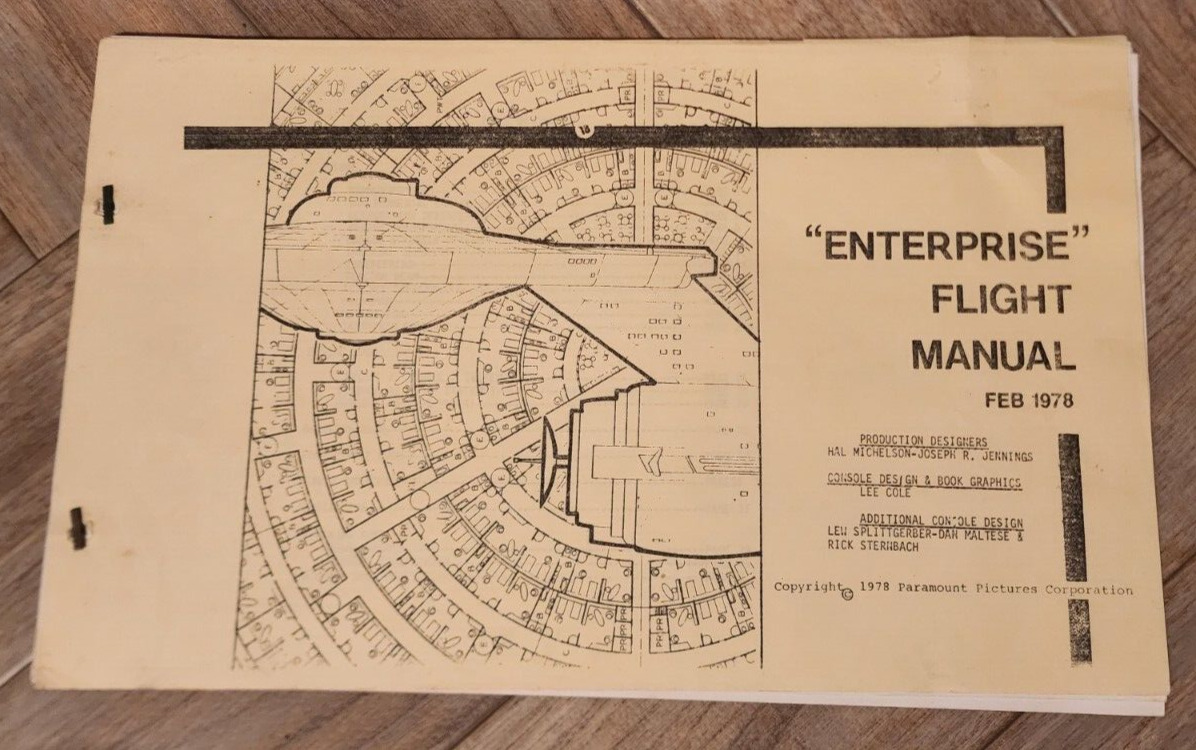 18
"ENTERPRISE"
FLIGHT
MANUAL
FEB 1978
PRODUCTION DESIGNERS
HAL MICHELSON-JOSEPH R. JENNINGS
CONSOLE DESIGN & BOOK GRAPHICS
LEE COLE
ADDITIONAL CONSOLE DESIGN
LEW SPLITTGERBER-DAN MALTESE &
RICK STERNBACH
Copyright © 1978 Paramount Pictures Corporation